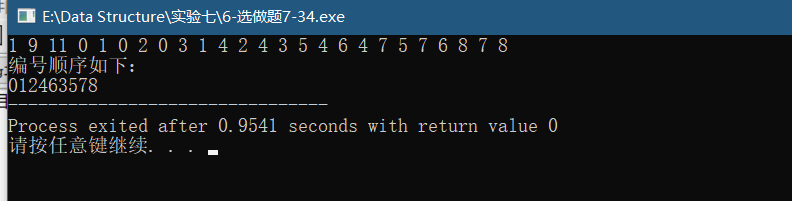 E:\Data Structure\实验七\6-选做题7-34.exe
1 9 11 0 1 0 2 0 3 1 4 2 4 3 5 4 6 4 7 5 7 6 8 7 8
编号顺序如下：
012463578
--------------------------------
Process exited after 0.9541 seconds with return value 0
请按任意键继续. . .